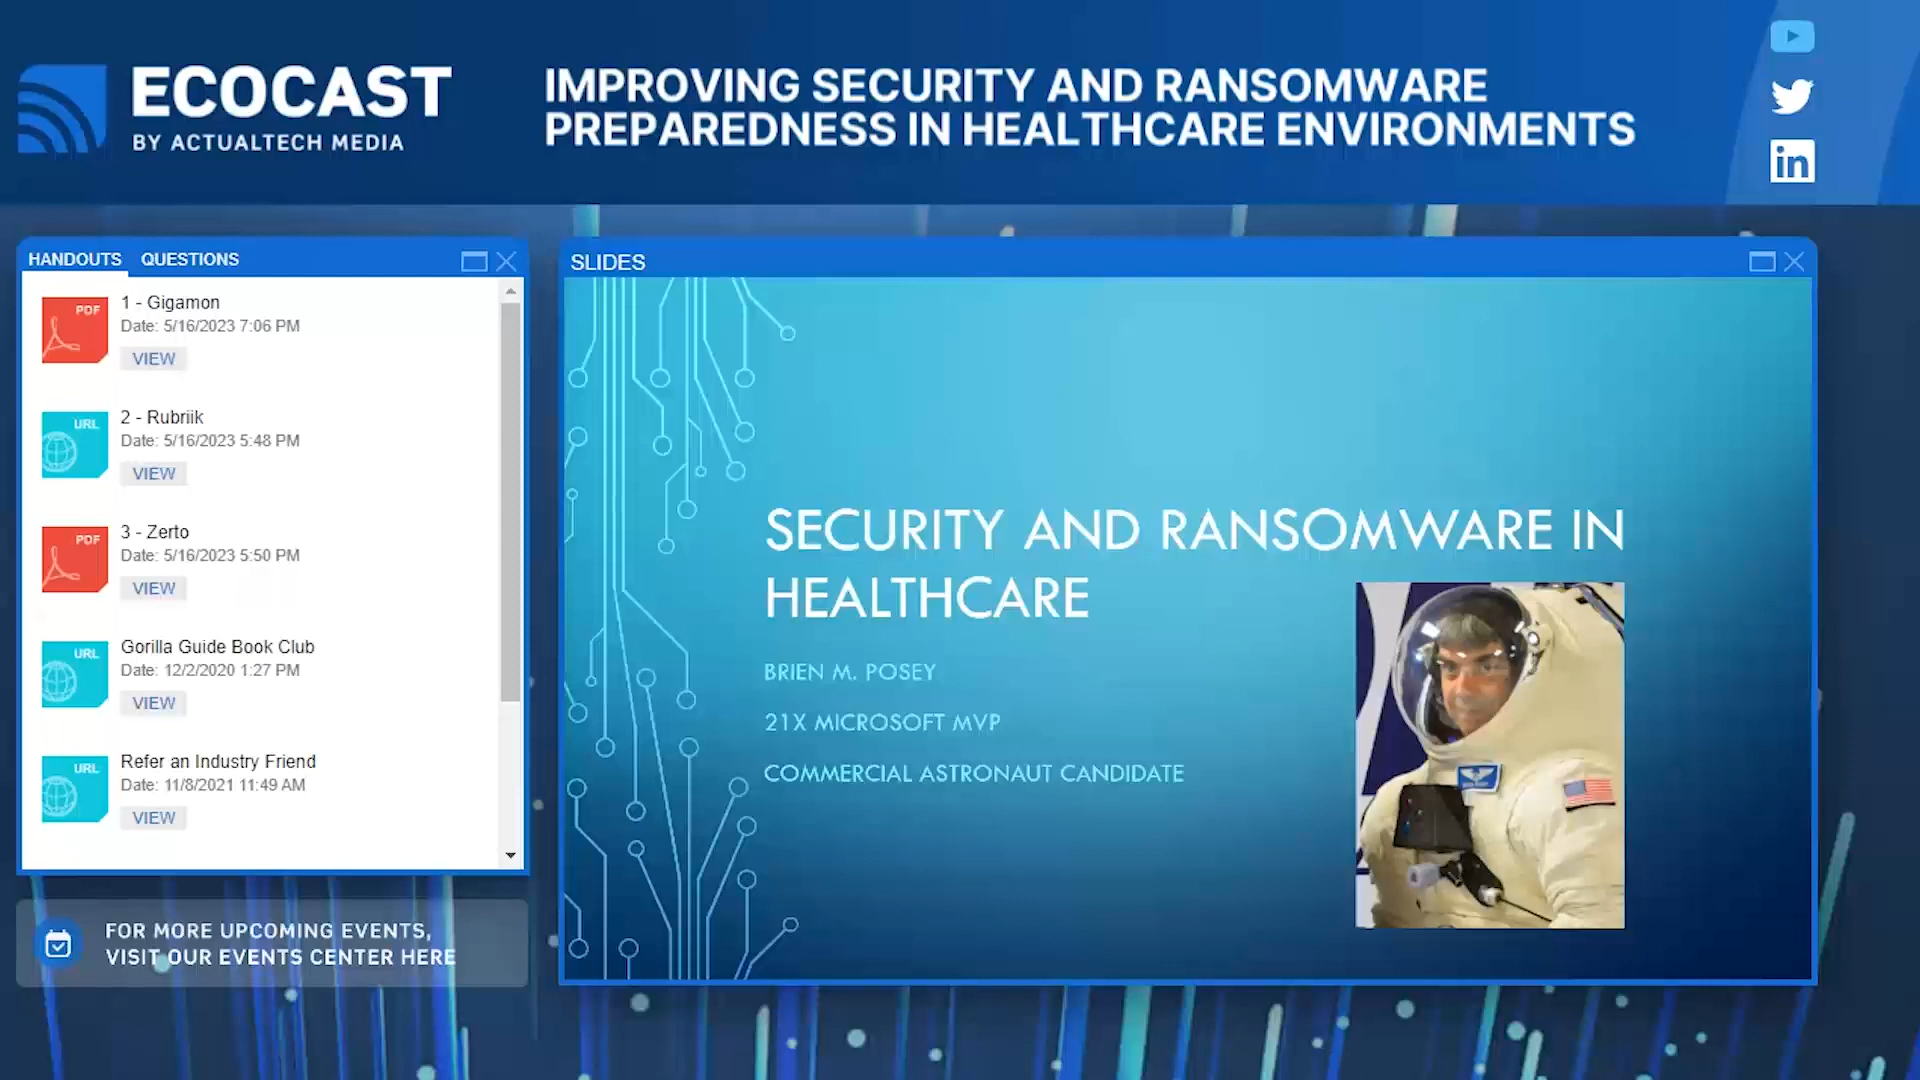 ECOCAST
BY ACTUALTECH MEDIA
IMPROVING SECURITY AND RANSOMWARE
PREPAREDNESS IN HEALTHCARE ENVIRONMENTS
in
HANDOUTS QUESTIONS
PDF
1 - Gigamon
Date: 5/16/2023 7:06 PM
VIEW
URL
2 - Rubriik
Date: 5/16/2023 5:48 PM
VIEW
PDF
3 - Zerto
Date: 5/16/2023 5:50 PM
VIEW
URL
Gorilla Guide Book Club
Date: 12/2/2020 1:27 PM
VIEW
URL
Refer an Industry Friend
Date: 11/8/2021 11:49 AM
VIEW
FOR MORE UPCOMING EVENTS,
VISIT OUR EVENTS CENTER HERE
SLIDES
SECURITY AND RANSOMWARE IN
HEALTHCARE
BRIEN M. POSEY
21X MICROSOFT MVP
COMMERCIAL ASTRONAUT CANDIDATE